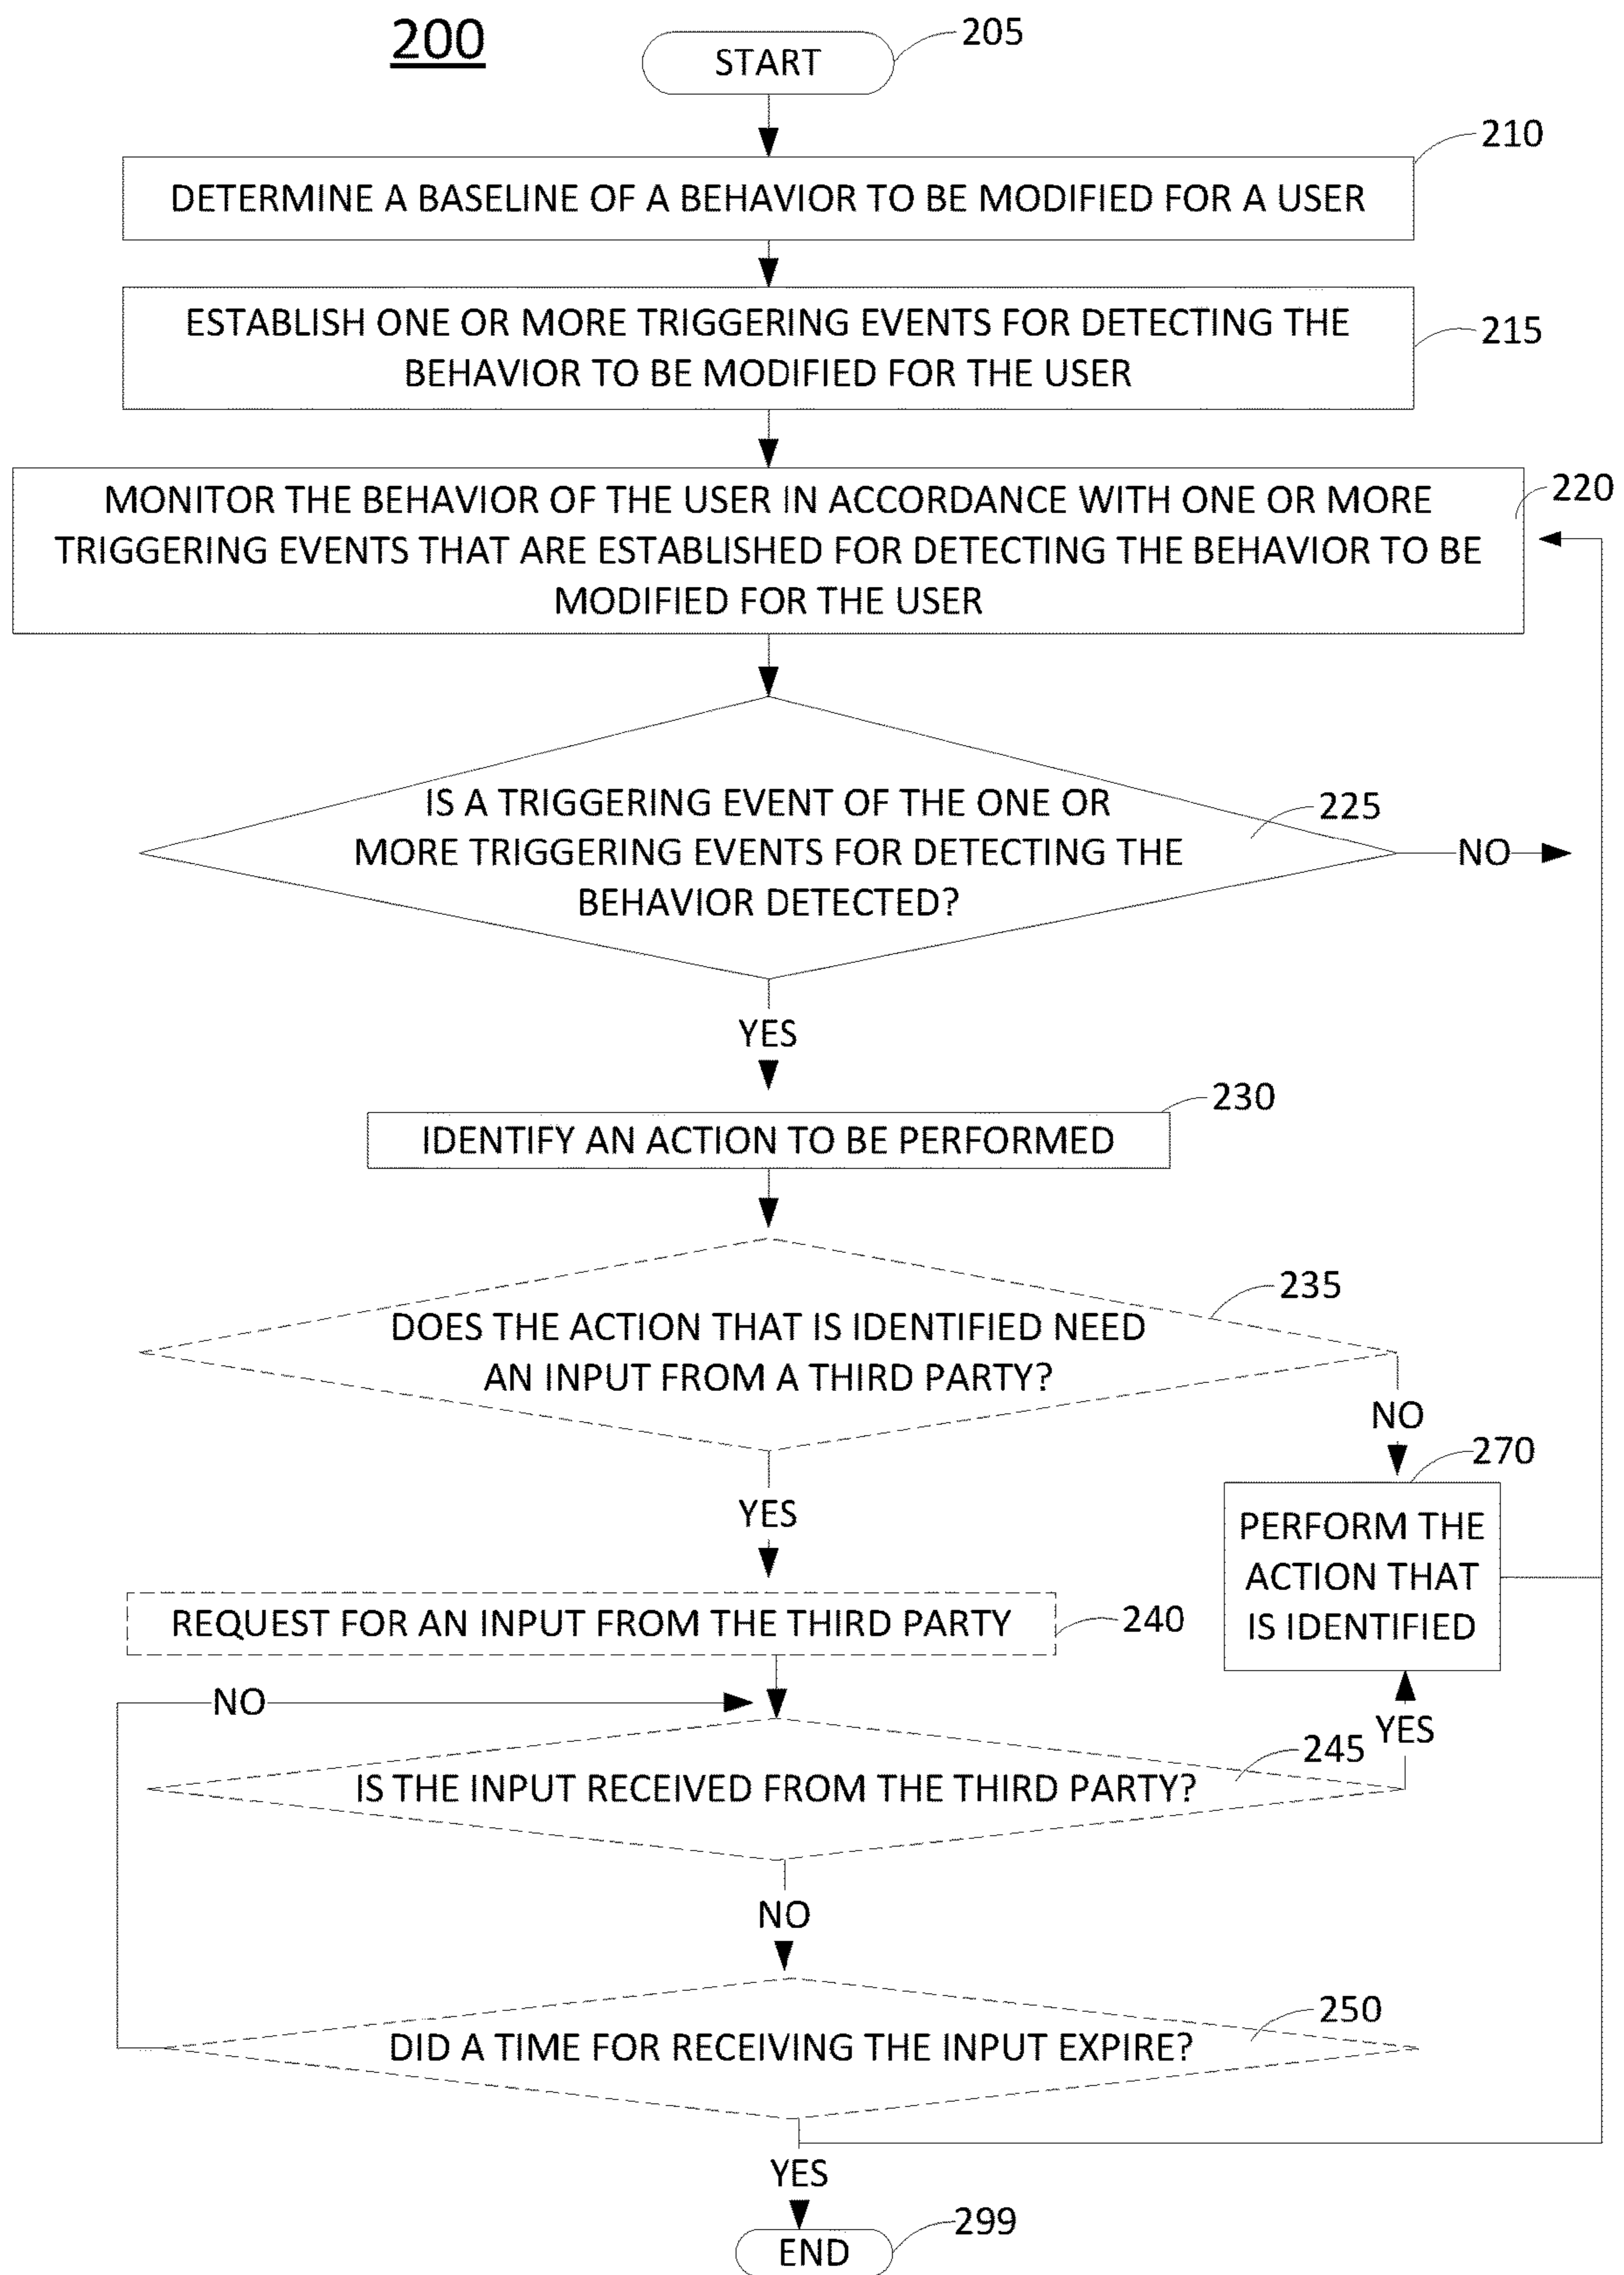 200
START
205
210
DETERMINE A BASELINE OF A BEHAVIOR TO BE MODIFIED FOR A USER
ESTABLISH ONE OR MORE TRIGGERING EVENTS FOR DETECTING THE
BEHAVIOR TO BE MODIFIED FOR THE USER
215
MONITOR THE BEHAVIOR OF THE USER IN ACCORDANCE WITH ONE OR MORE
TRIGGERING EVENTS THAT ARE ESTABLISHED FOR DETECTING THE BEHAVIOR TO BE
MODIFIED FOR THE USER
220
IS A TRIGGERING EVENT OF THE ONE OR
MORE TRIGGERING EVENTS FOR DETECTING THE
BEHAVIOR DETECTED?
225
NO
YES
230
IDENTIFY AN ACTION TO BE PERFORMED
235
DOES THE ACTION THAT IS IDENTIFIED NEED
AN INPUT FROM A THIRD PARTY?
NO
YES
270
PERFORM THE
ACTION THAT
IS IDENTIFIED
REQUEST FOR AN INPUT FROM THE THIRD PARTY
240
NO
YES
245
IS THE INPUT RECEIVED FROM THE THIRD PARTY?
NO
250
DID A TIME FOR RECEIVING THE INPUT EXPIRE?
YES
299
END